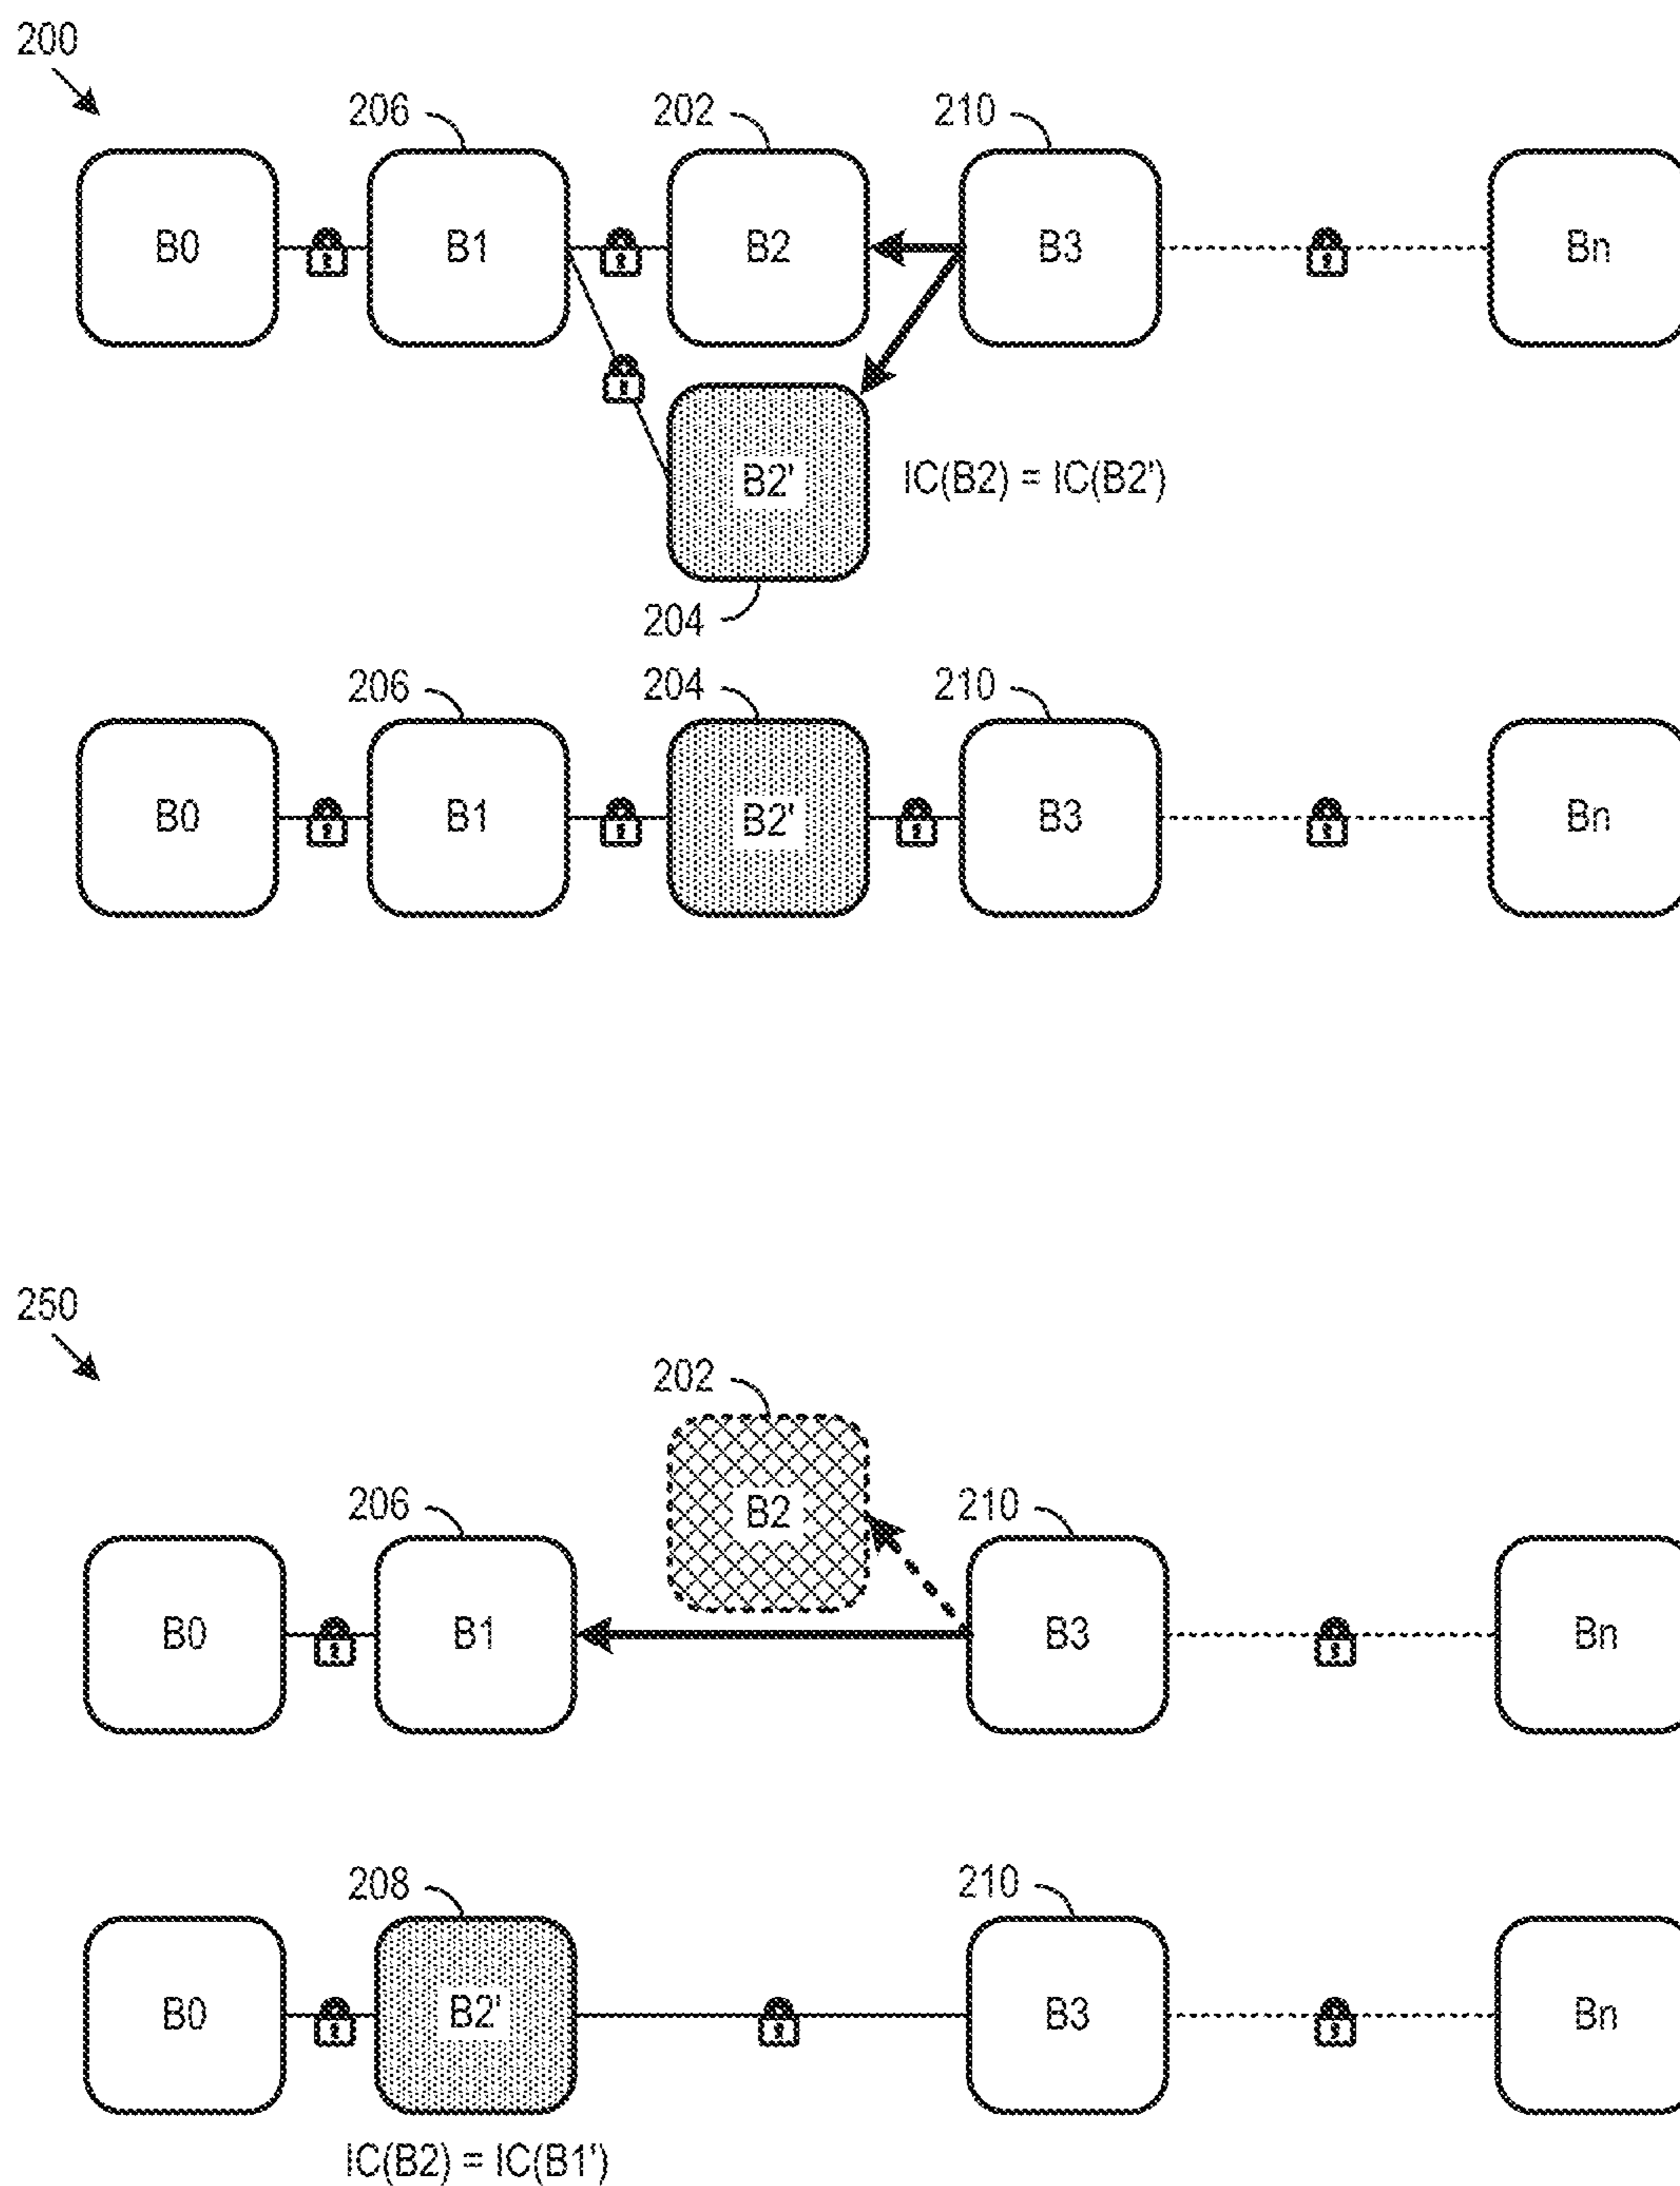 200
206 202 210
B0 B1 B2 B3 Bn
B2' IC(B2) = IC(B2')
204
206 204 210
B0 B1 B2' B3 Bn
250
202
206 B2 210
B0 B1 B3 Bn
208 210
B0 B2' B3 Bn
IC(B2) = IC(B1')